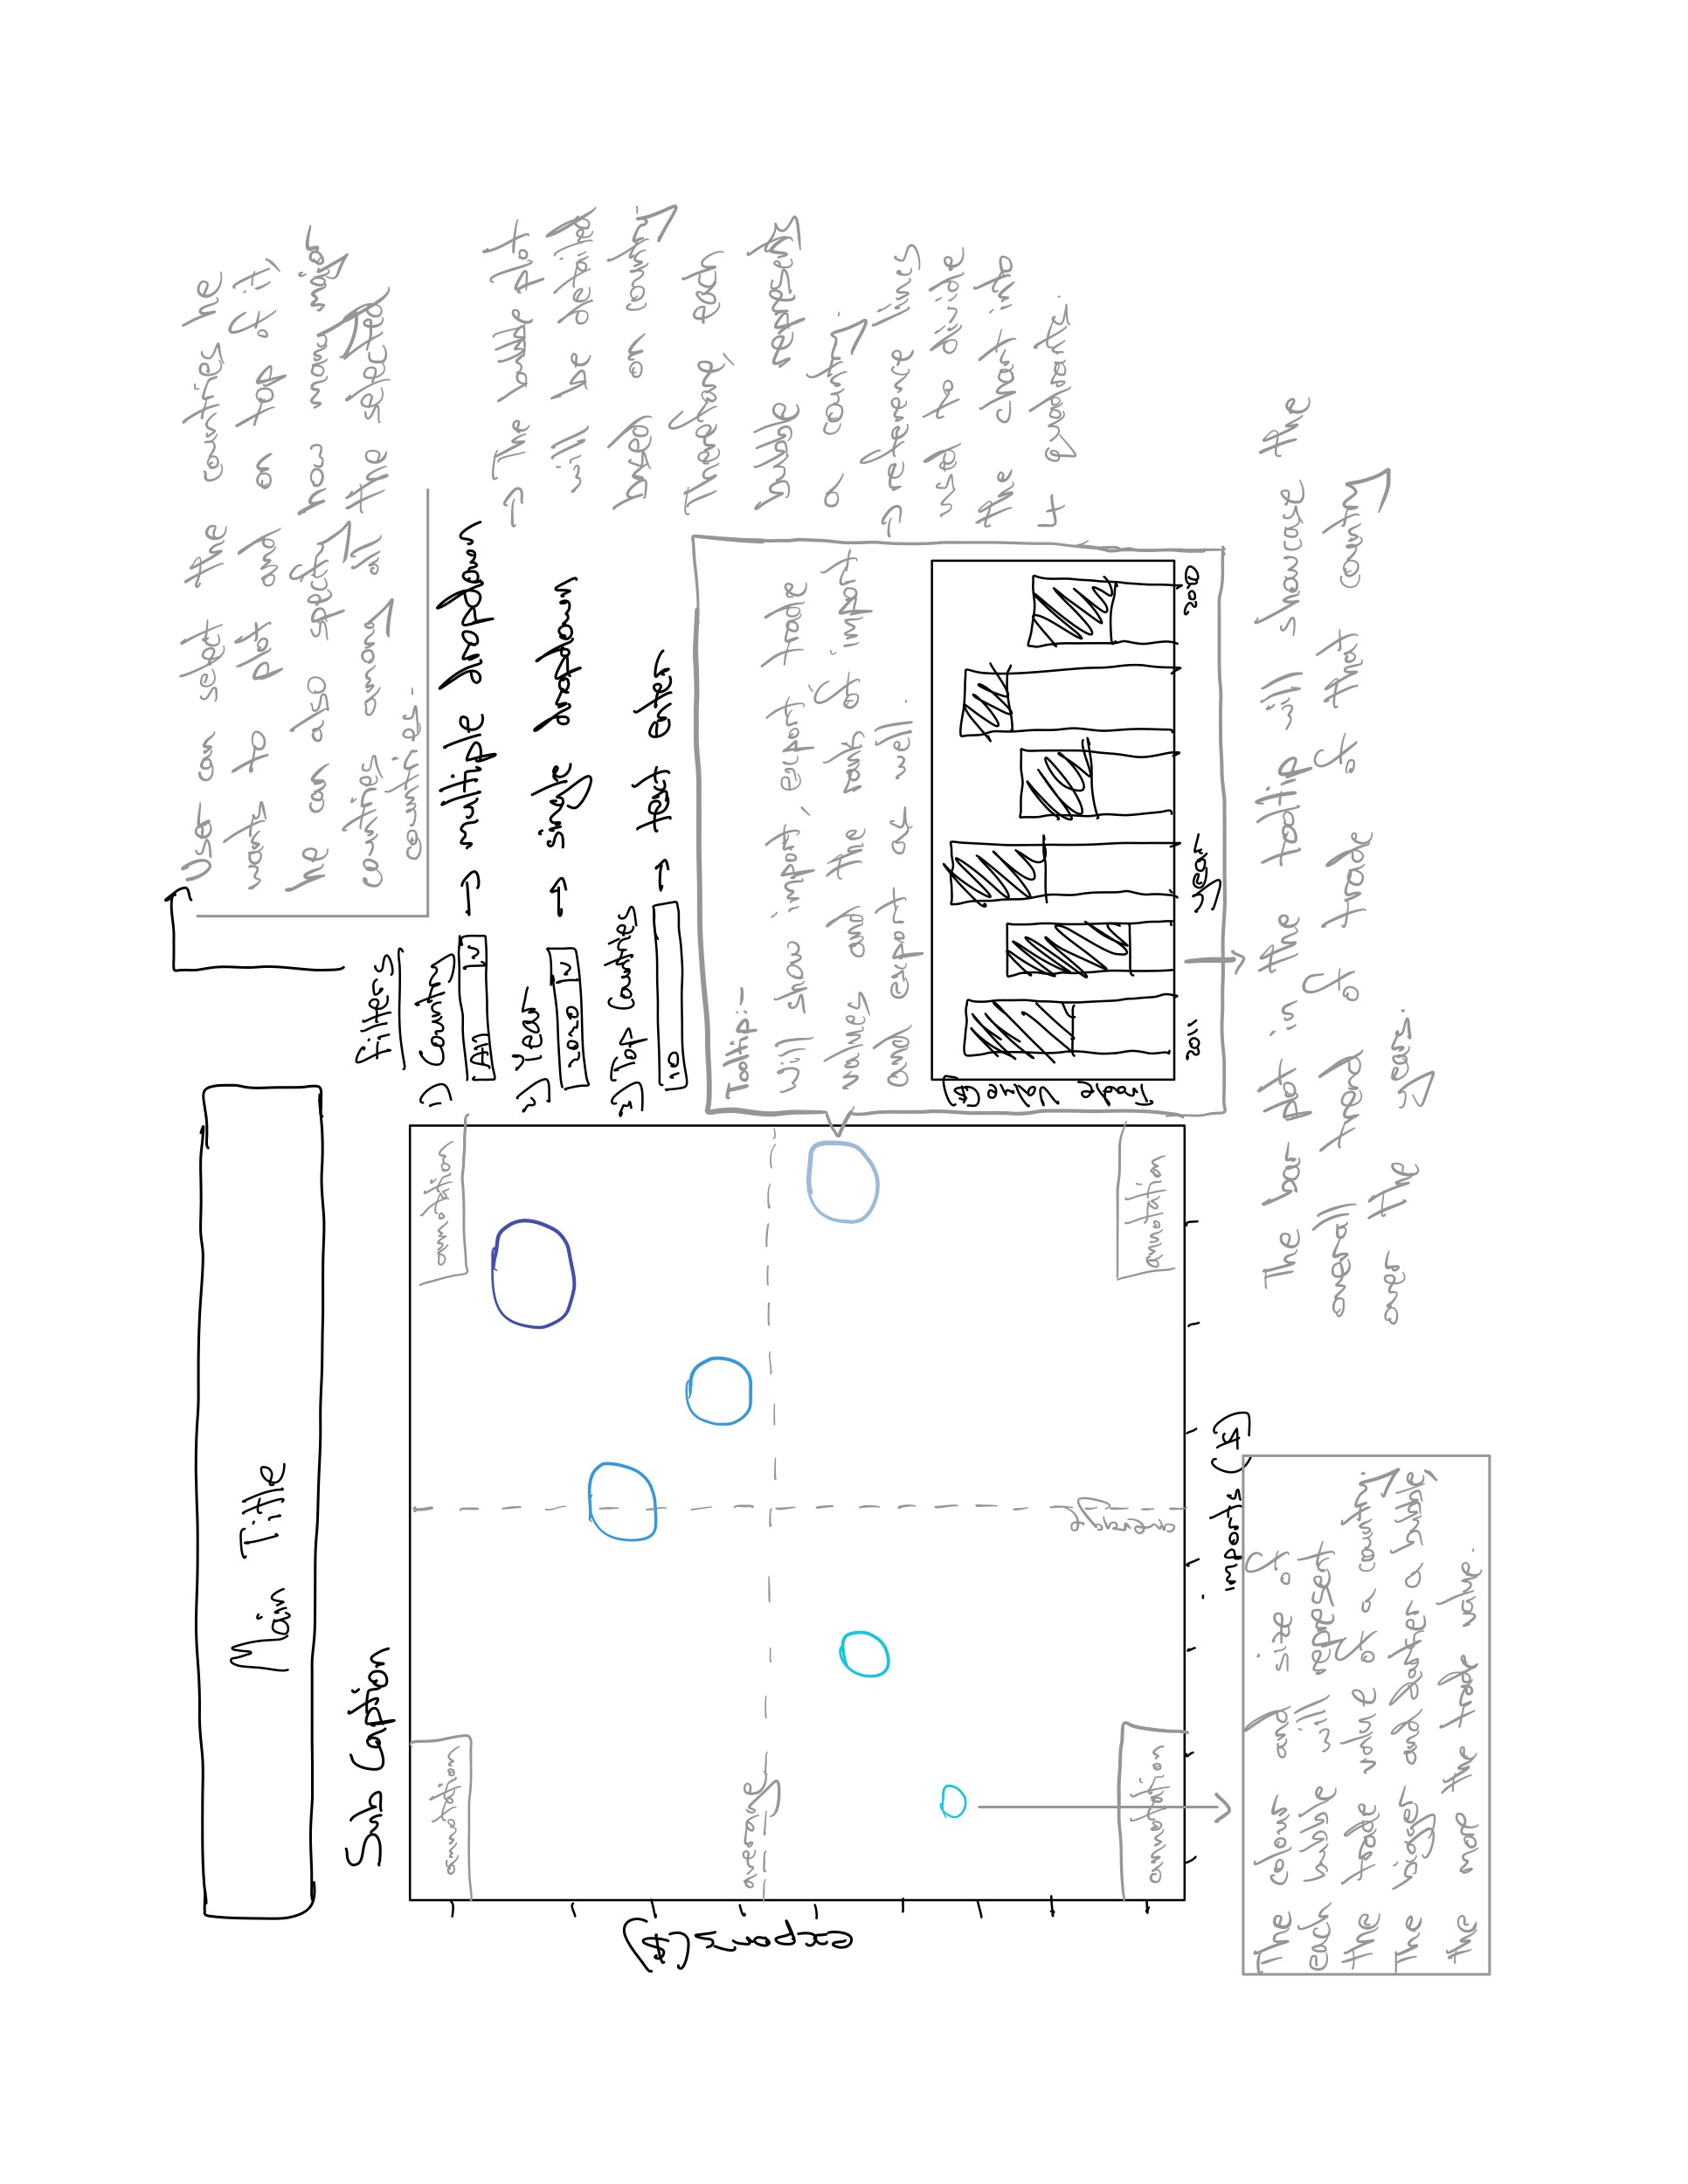 Main Title
Sub Caption
annotation
annotation
average
average
annotation
annotation
exports ($)
imports ($)
User can select the countries he
wants to plot and on top of it,
he can also specify how many major
counties among all the selected
countries.
Filters
1) Country
All
→ multiple dropdown
2) Year
2020
→ single dropdown
3) Top Countries
10
→ text enter
→ The bubble plot
will be detailed
based on country.
Therefore, each
bubble represents
a country.
→ reference lines
used to divide
the chart into
4 quadrants.
Tooltip:-
Will show import, export, trade
values and the rank of import
and export as well.
trade value ($)
2011
year
2020
The colour and size of
each bubble will represent
the trade value of a country.
The bigger and darker a bubble,
the more the trade value.
The bar plot in the tooltip will showcase the
overall trend of trade of that country
over the years.